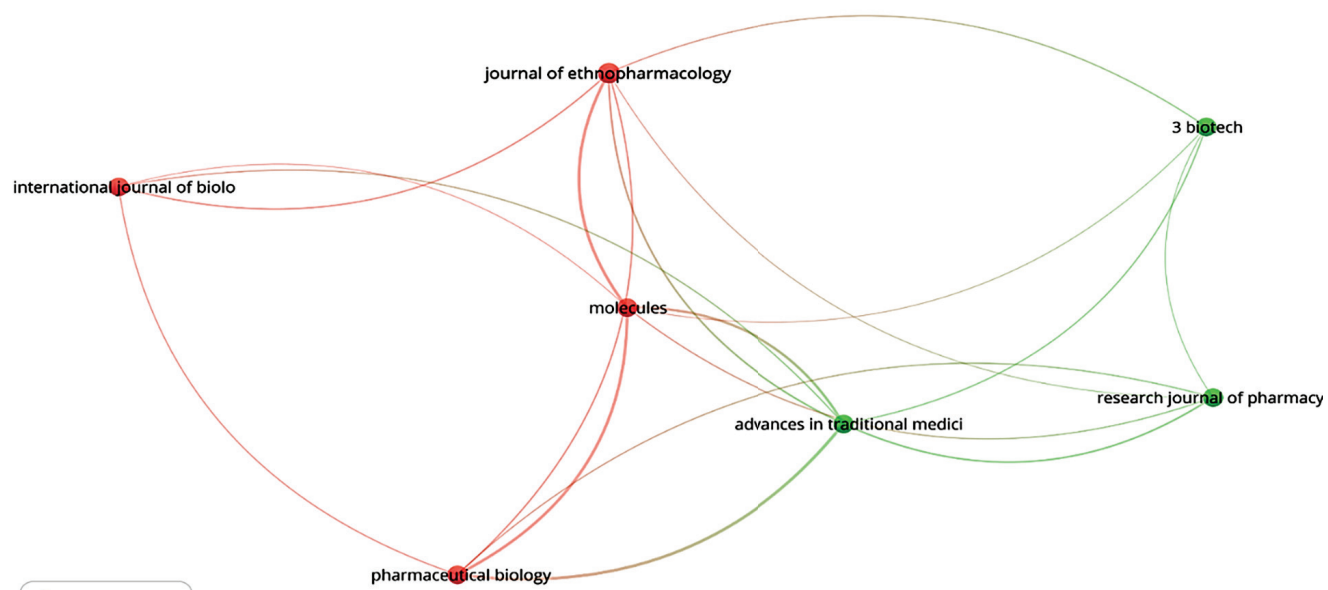 journal of ethnopharmacology
3 biotech
international journal of biolo
molecules
research journal of pharmacy
advances in traditional medici
pharmaceutical biology